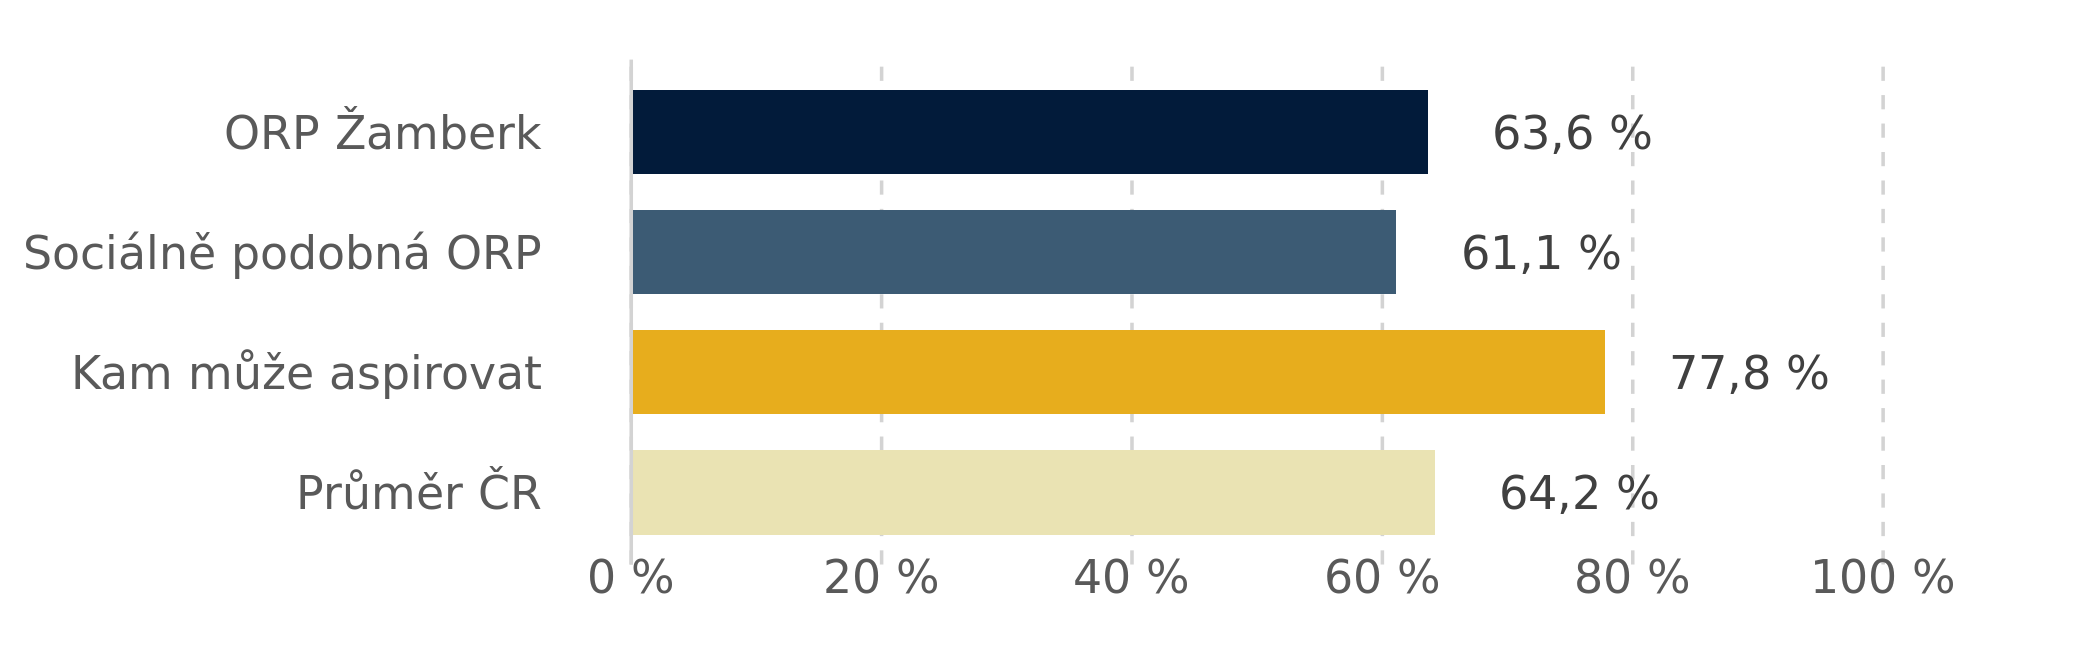 ORP Žamberk 63,6 %
Sociálně podobná ORP 61,1 %
Kam může aspirovat 77,8 %
Průměr ČR 64,2 %
0 % 20 % 40 % 60 % 80 % 100 %